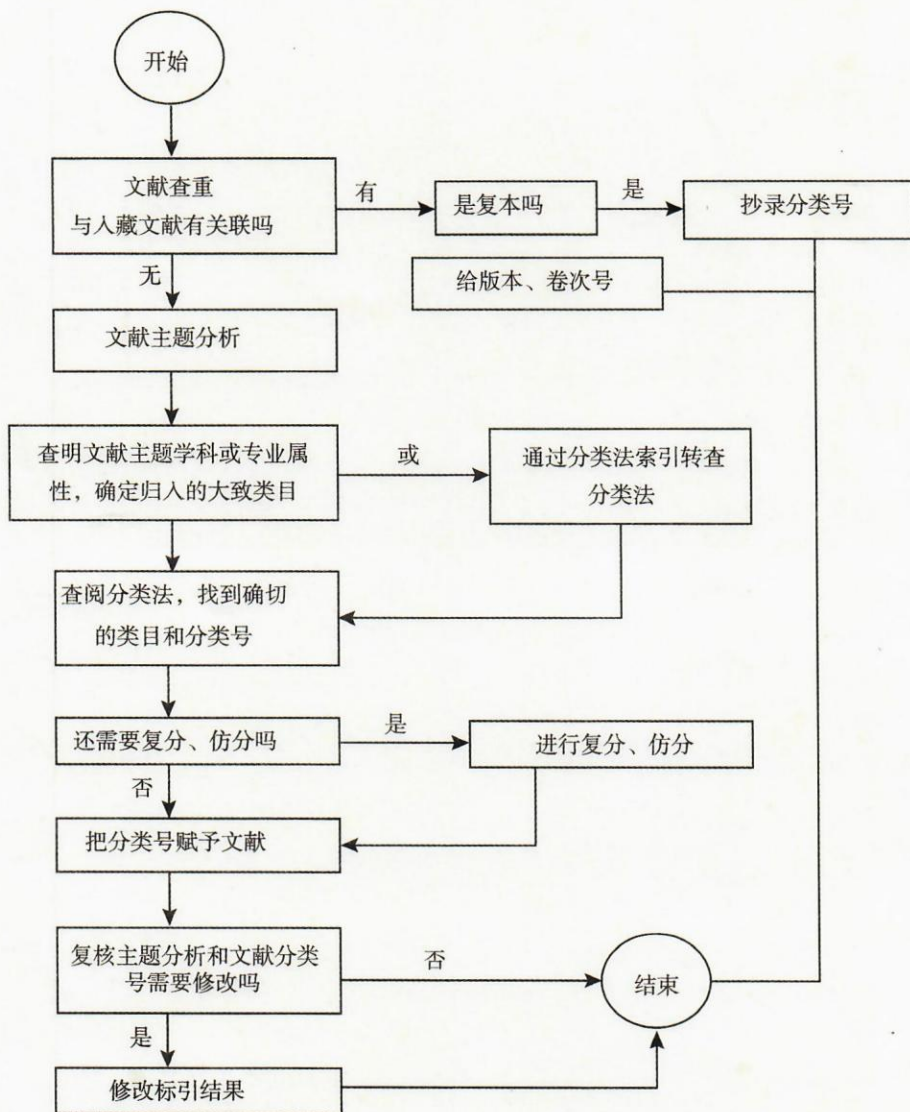 开始
文献查重
与入藏文献有关联吗
有
是复本吗
是
抄录分类号
给版本、卷次号
无
文献主题分析
查明文献主题学科或专业属
性，确定归入的大致类目
或
通过分类法索引转查
分类法
查阅分类法，找到确切
的类目和分类号
还需要复分、仿分吗
是
进行复分、仿分
否
把分类号赋予文献
复核主题分析和文献分类
号需要修改吗
否
结束
是
修改标引结果